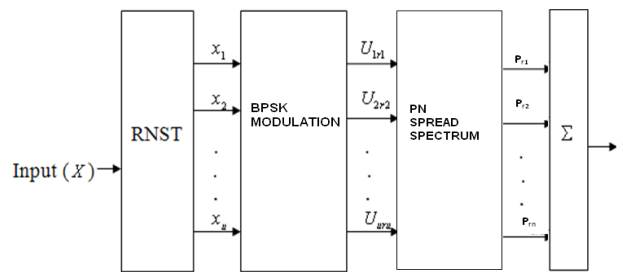 Input (X)
RNST
x1
x2
xu
BPSK
MODULATION
U1r1
U2r2
Uuru
PN
SPREAD
SPECTRUM
Pr1
Pr2
Prn
Σ